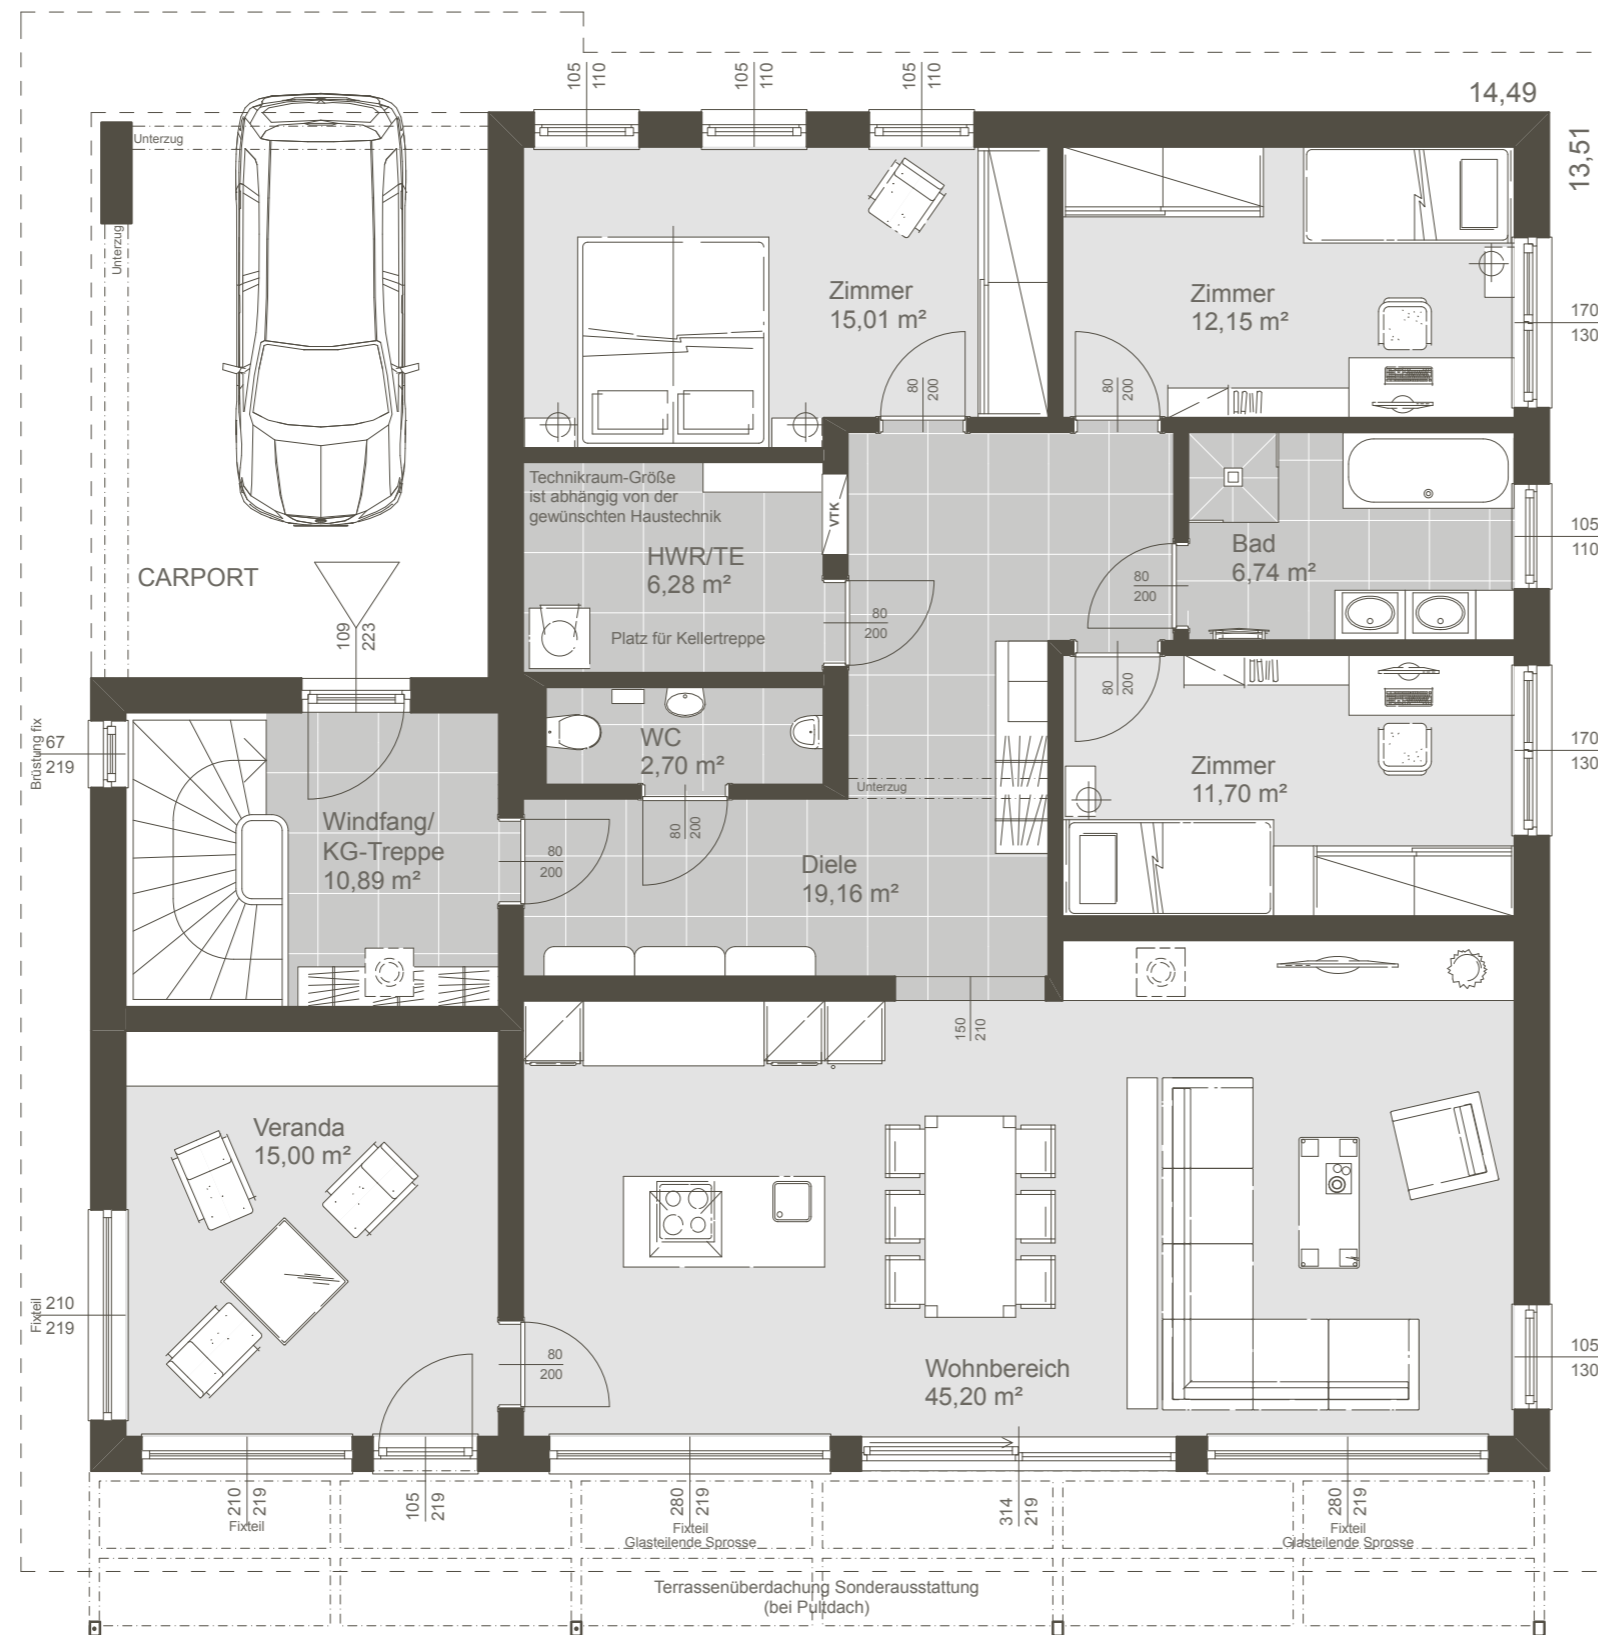 14,49
13,51
105
110
105
110
105
110
Unterzug
Unterzug
Zimmer
15,01 m²
80
200
Zimmer
12,15 m²
80
200
170
130
Technikraum-Größe
ist abhängig von der
gewünschten Haustechnik
VTK
HWR/TE
6,28 m²
Platz für Kellertreppe
80
200
Bad
6,74 m²
80
200
105
110
CARPORT
109
223
80
200
WC
2,70 m²
80
200
Unterzug
Zimmer
11,70 m²
170
130
Brüstung fix
67
219
Windfang/
KG-Treppe
10,89 m²
80
200
Diele
19,16 m²
150
210
Veranda
15,00 m²
Fixteil
210
219
80
200
Wohnbereich
45,20 m²
105
130
210
219
Fixteil
105
219
280
219
Fixteil
Glasteilende Sprosse
314
219
280
219
Fixteil
Glasteilende Sprosse
Terrassenüberdachung Sonderausstattung
(bei Pultdach)